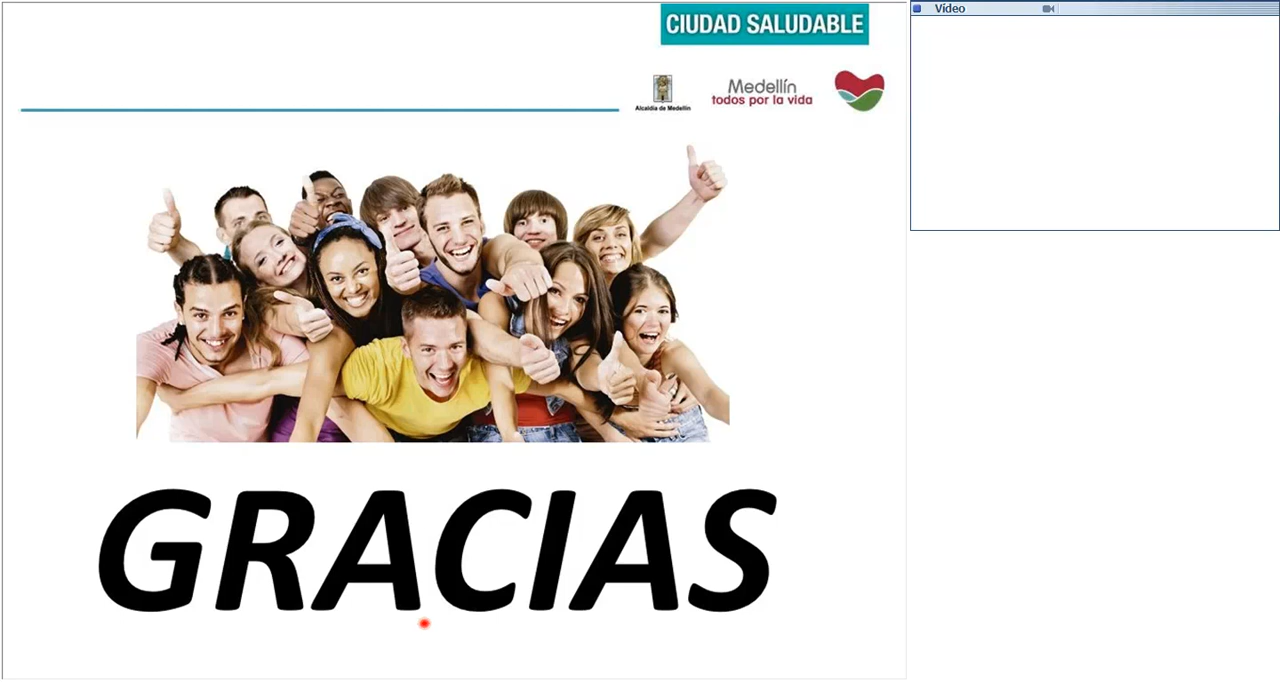 CIUDAD SALUDABLE
Alcaldía de Medellín
Medellín
todos por la vida
GRACIAS
Vídeo